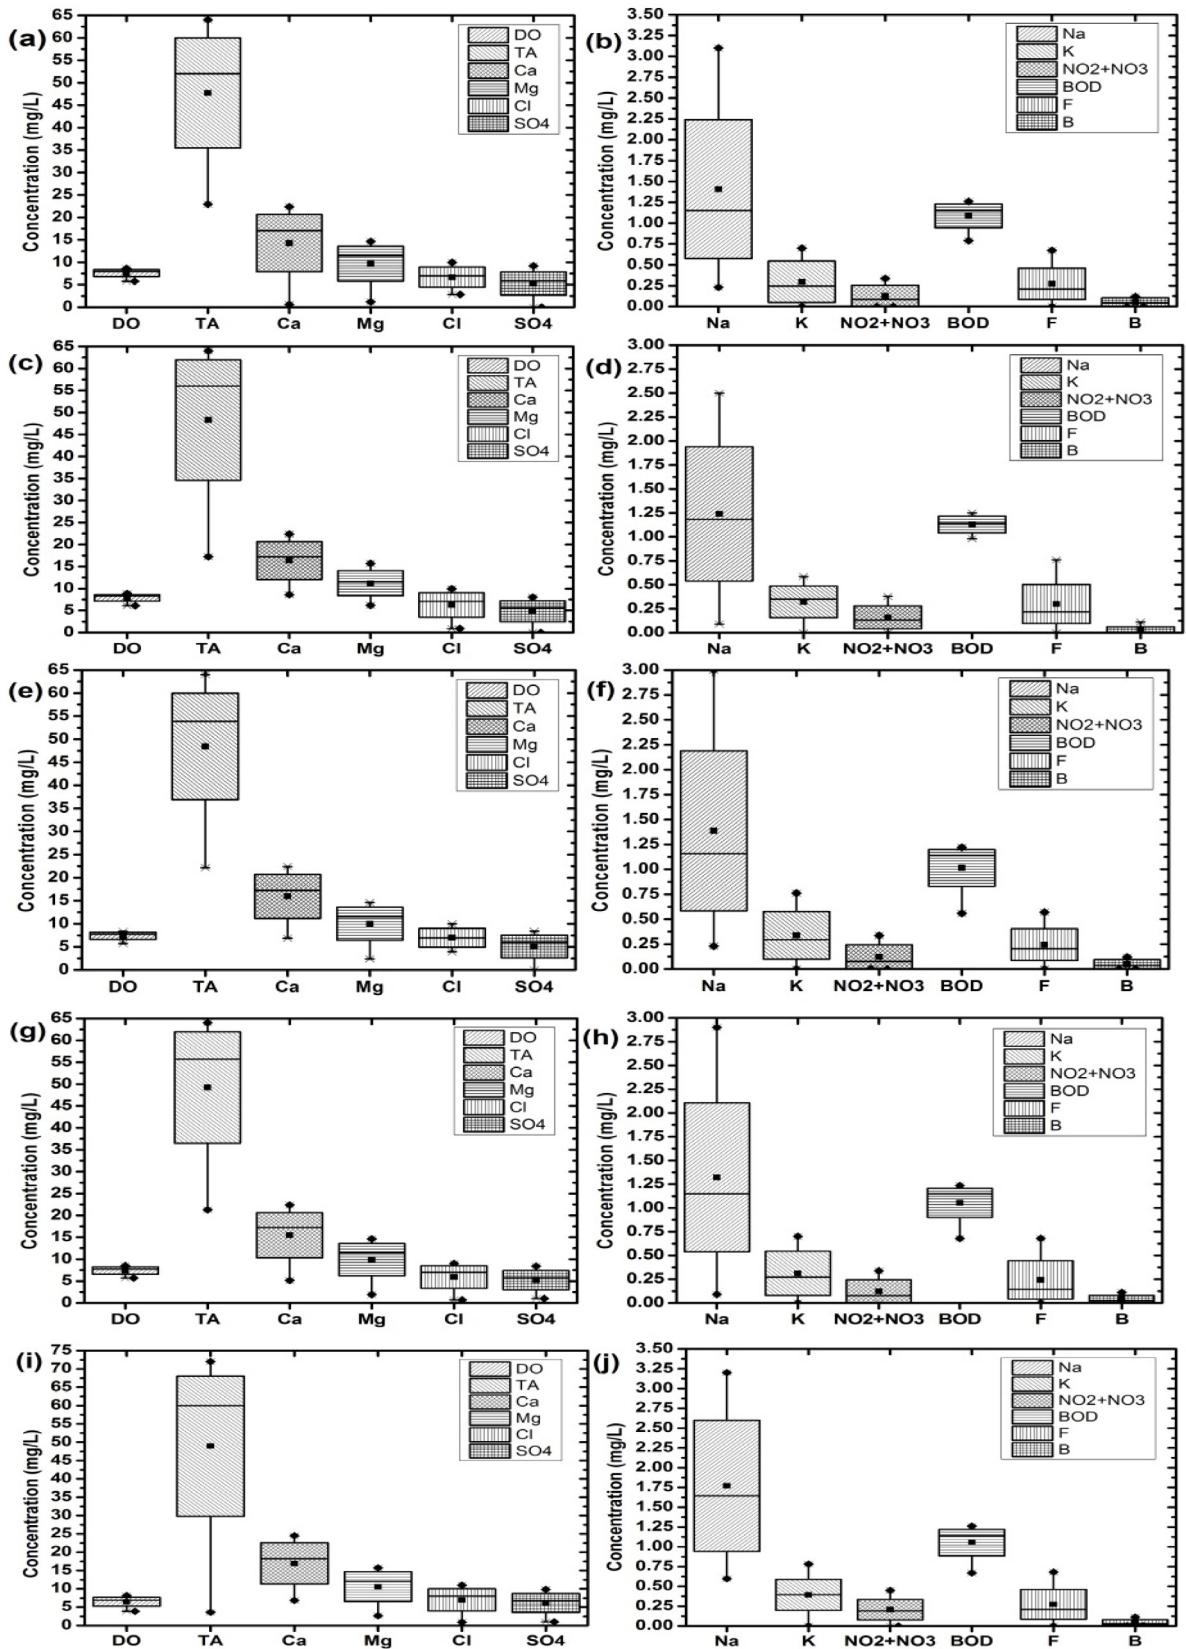 (a)
Concentration (mg/L)
65
60
55
50
45
40
35
30
25
20
15
10
5
0
DO
TA
Ca
Mg
Cl
SO4
DO TA Ca Mg Cl SO4
(b)
Concentration (mg/L)
3.50
3.25
3.00
2.75
2.50
2.25
2.00
1.75
1.50
1.25
1.00
0.75
0.50
0.25
0.00
Na
K
NO2+NO3
BOD
F
B
Na K NO2+NO3 BOD F B
(c)
Concentration (mg/L)
65
60
55
50
45
40
35
30
25
20
15
10
5
0
DO
TA
Ca
Mg
Cl
SO4
DO TA Ca Mg Cl SO4
(d)
Concentration (mg/L)
3.00
2.75
2.50
2.25
2.00
1.75
1.50
1.25
1.00
0.75
0.50
0.25
0.00
Na
K
NO2+NO3
BOD
F
B
Na K NO2+NO3 BOD F B
(e)
Concentration (mg/L)
65
60
55
50
45
40
35
30
25
20
15
10
5
0
DO
TA
Ca
Mg
Cl
SO4
DO TA Ca Mg Cl SO4
(f)
Concentration (mg/L)
3.00
2.75
2.50
2.25
2.00
1.75
1.50
1.25
1.00
0.75
0.50
0.25
0.00
Na
K
NO2+NO3
BOD
F
B
Na K NO2+NO3 BOD F B
(g)
Concentration (mg/L)
65
60
55
50
45
40
35
30
25
20
15
10
5
0
DO
TA
Ca
Mg
Cl
SO4
DO TA Ca Mg Cl SO4
(h)
Concentration (mg/L)
3.00
2.75
2.50
2.25
2.00
1.75
1.50
1.25
1.00
0.75
0.50
0.25
0.00
Na
K
NO2+NO3
BOD
F
B
Na K NO2+NO3 BOD F B
(i)
Concentration (mg/L)
75
70
65
60
55
50
45
40
35
30
25
20
15
10
5
0
DO
TA
Ca
Mg
Cl
SO4
DO TA Ca Mg Cl SO4
(j)
Concentration (mg/L)
3.50
3.25
3.00
2.75
2.50
2.25
2.00
1.75
1.50
1.25
1.00
0.75
0.50
0.25
0.00
Na
K
NO2+NO3
BOD
F
B
Na K NO2+NO3 BOD F B